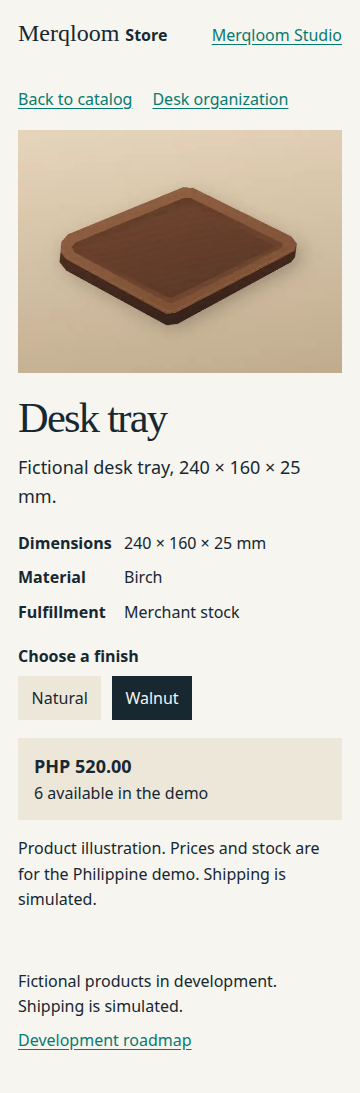 Merqloom Store
Merqloom Studio
Back to catalog
Desk organization
Desk tray
Fictional desk tray, 240 × 160 × 25
mm.
Dimensions 240 × 160 × 25 mm
Material Birch
Fulfillment Merchant stock
Choose a finish
Natural
Walnut
PHP 520.00
6 available in the demo
Product illustration. Prices and stock are
for the Philippine demo. Shipping is
simulated.
Fictional products in development.
Shipping is simulated.
Development roadmap